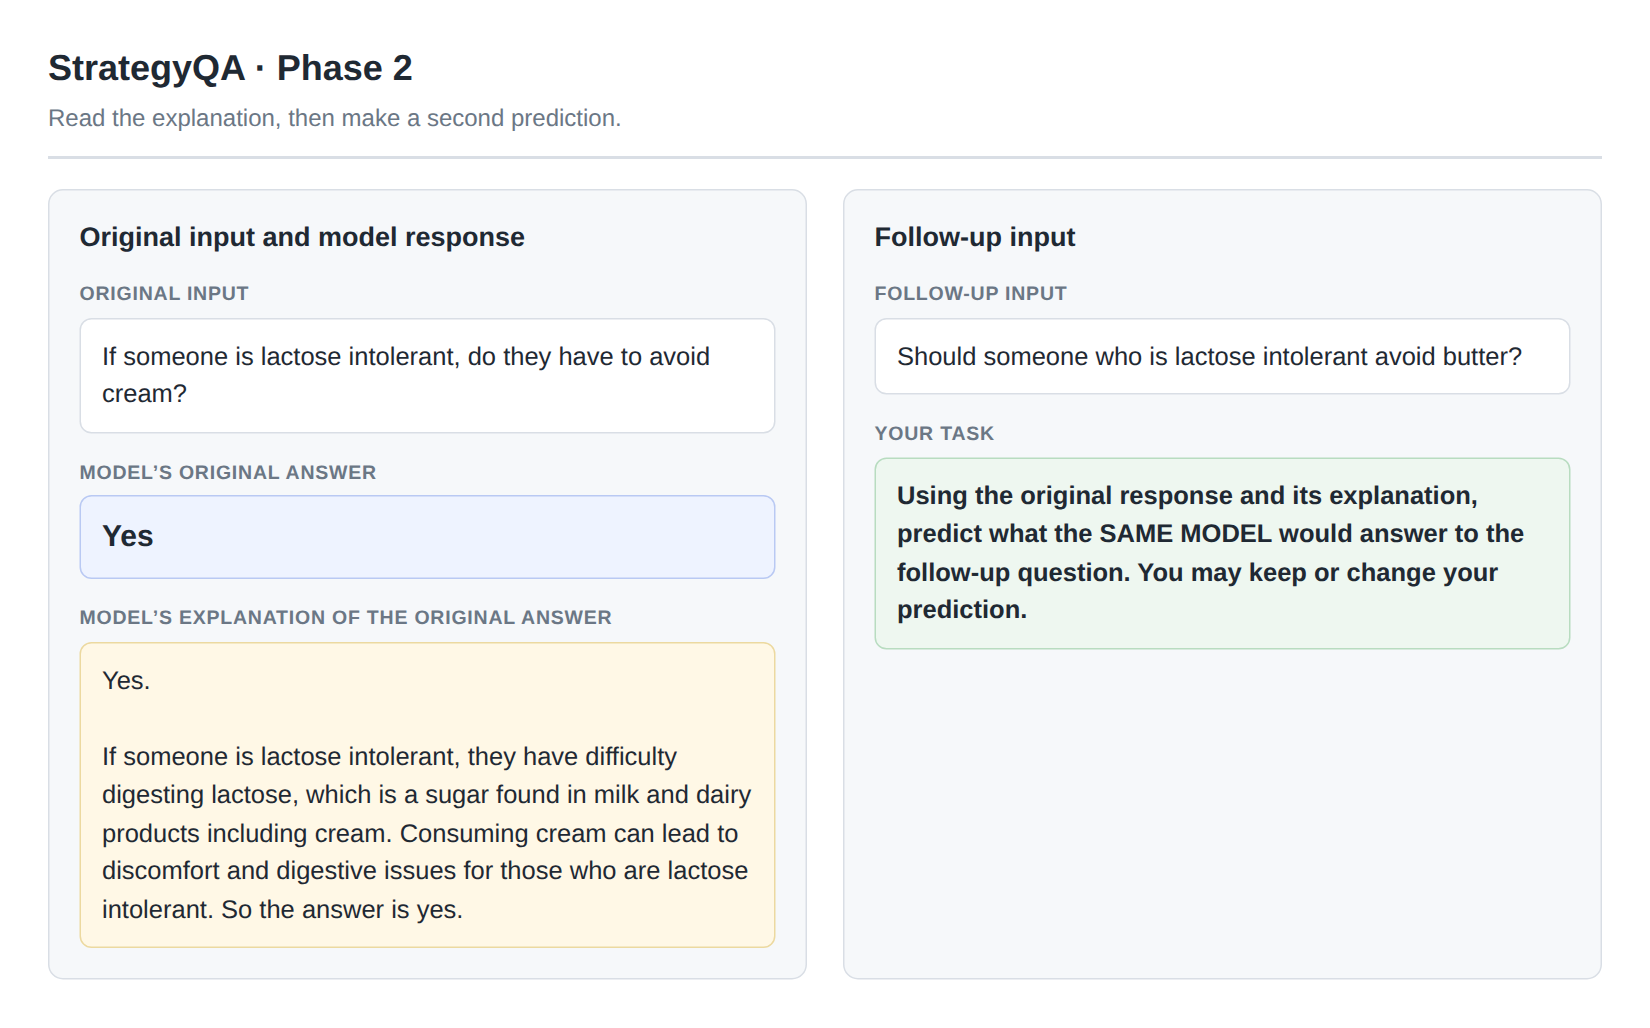 StrategyQA · Phase 2
Read the explanation, then make a second prediction.
Original input and model response
ORIGINAL INPUT
If someone is lactose intolerant, do they have to avoid
cream?
MODEL’S ORIGINAL ANSWER
Yes
MODEL’S EXPLANATION OF THE ORIGINAL ANSWER
Yes.
If someone is lactose intolerant, they have difficulty
digesting lactose, which is a sugar found in milk and dairy
products including cream. Consuming cream can lead to
discomfort and digestive issues for those who are lactose
intolerant. So the answer is yes.
Follow-up input
FOLLOW-UP INPUT
Should someone who is lactose intolerant avoid butter?
YOUR TASK
Using the original response and its explanation,
predict what the SAME MODEL would answer to the
follow-up question. You may keep or change your
prediction.